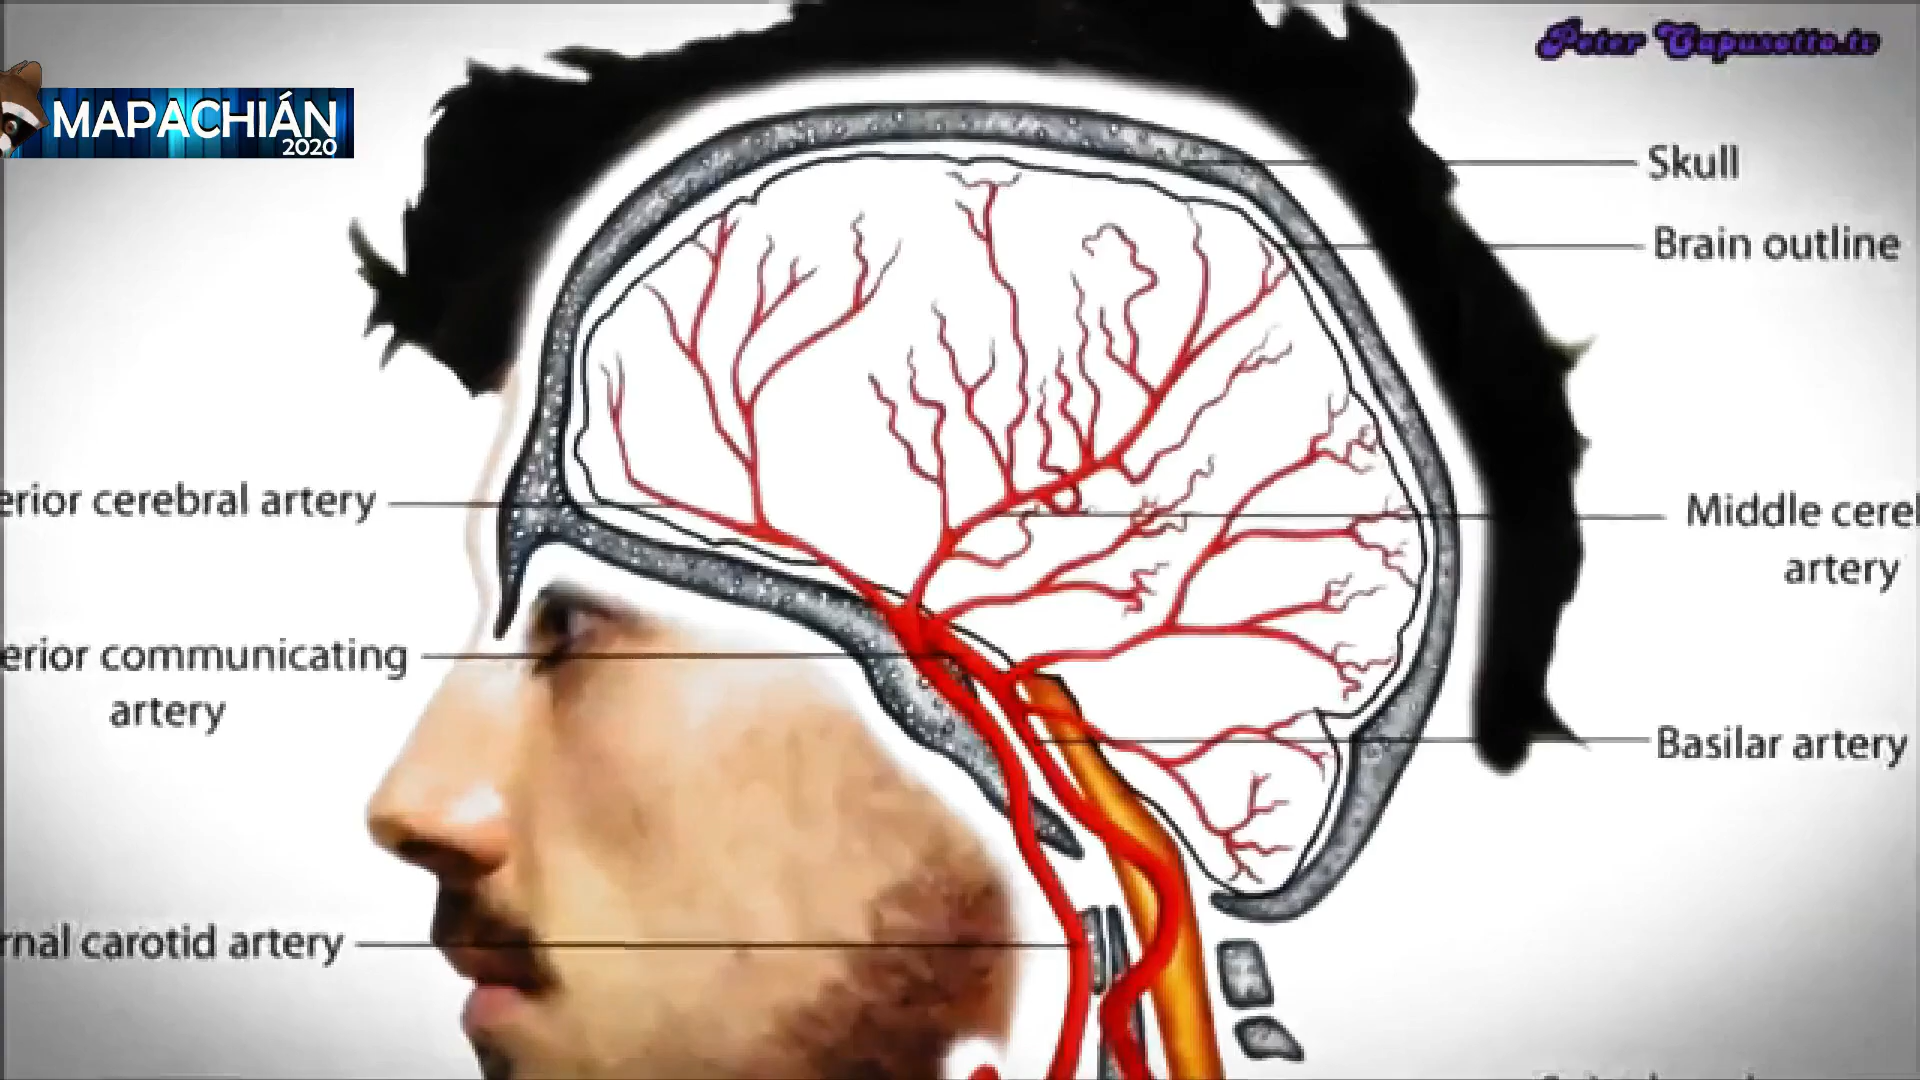 Peter Capusotto.tv
MAPACHIÁN
2020
Skull
Brain outline
erior cerebral artery
Middle cerel
artery
erior communicating
artery
Basilar artery
rnal carotid artery